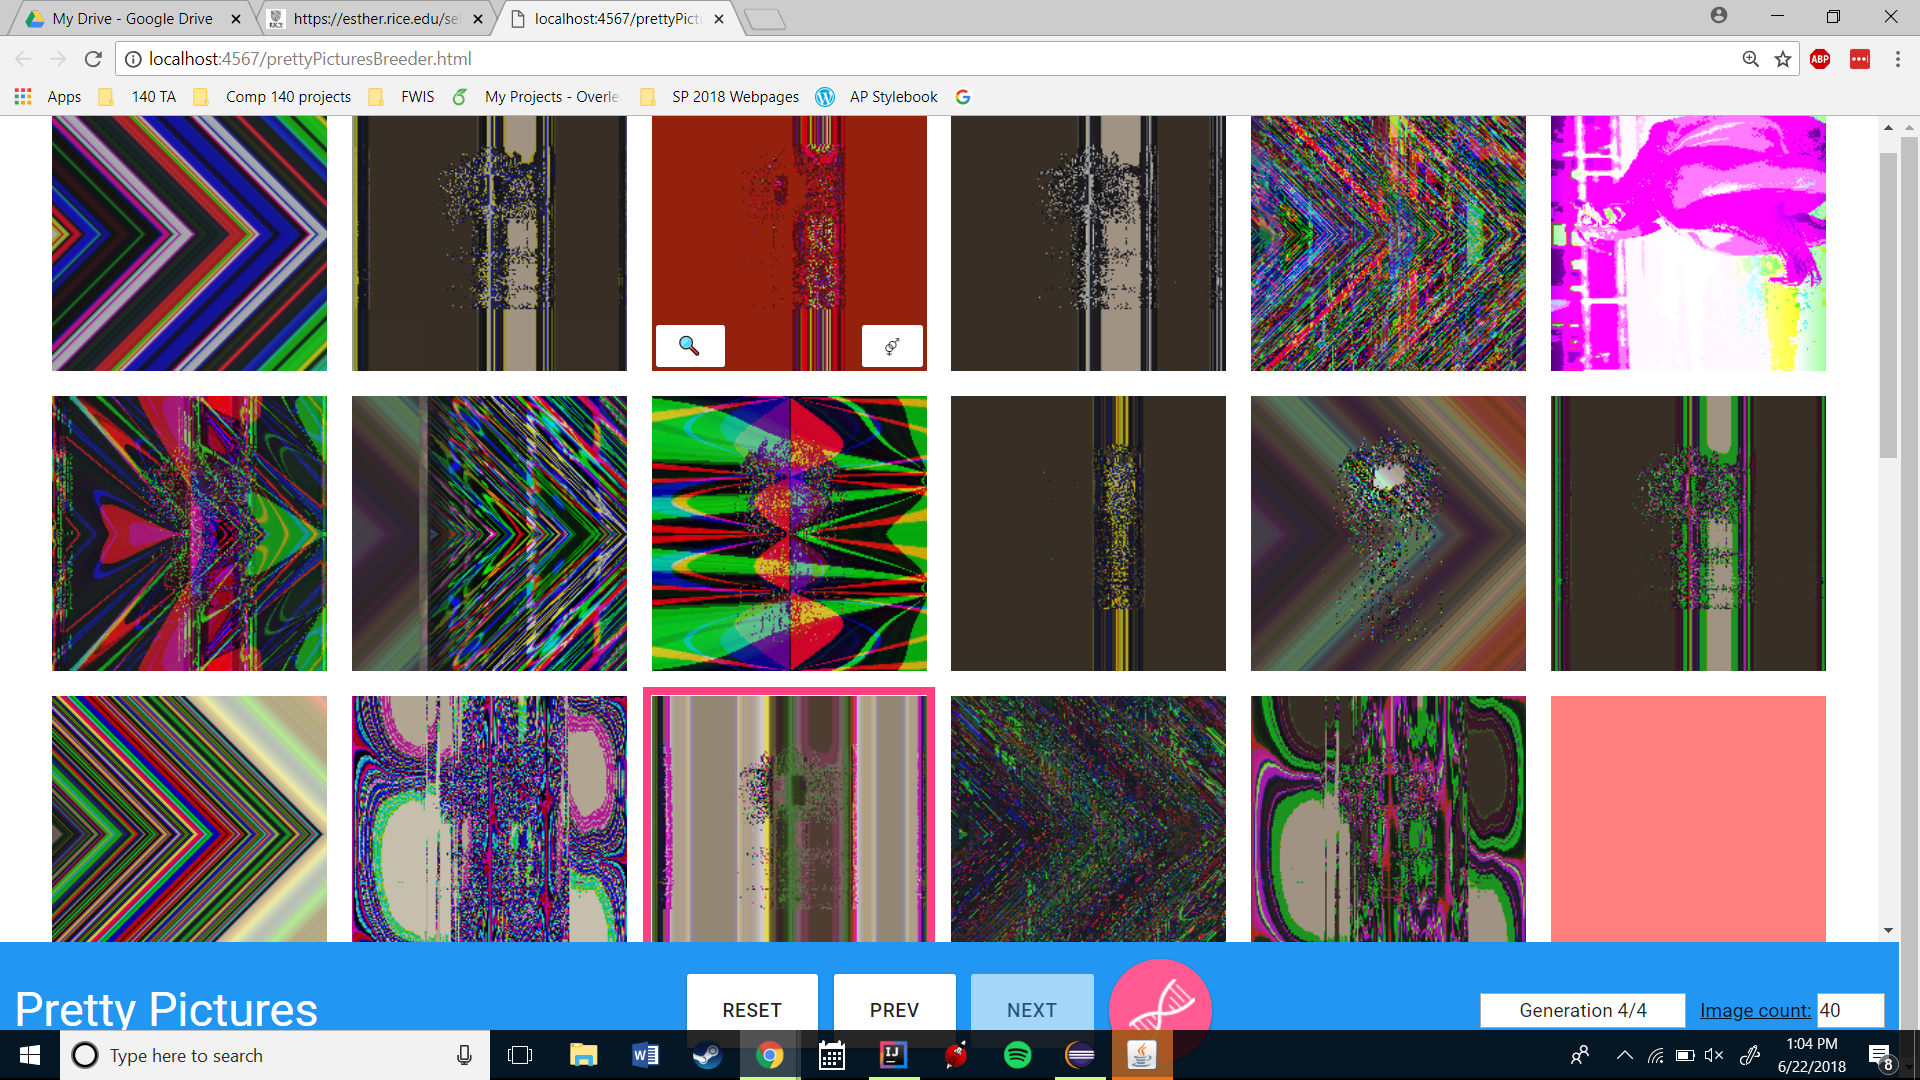 My Drive - Google Drive
https://esther.rice.edu/se
localhost:4567/prettyPict
localhost:4567/prettyPicturesBreeder.html
ABP
Apps
140 TA
Comp 140 projects
FWIS
My Projects - Overle
SP 2018 Webpages
AP Stylebook
Pretty Pictures
RESET
PREV
NEXT
Generation 4/4
Image count: 40
Type here to search
1:04 PM
6/22/2018
8